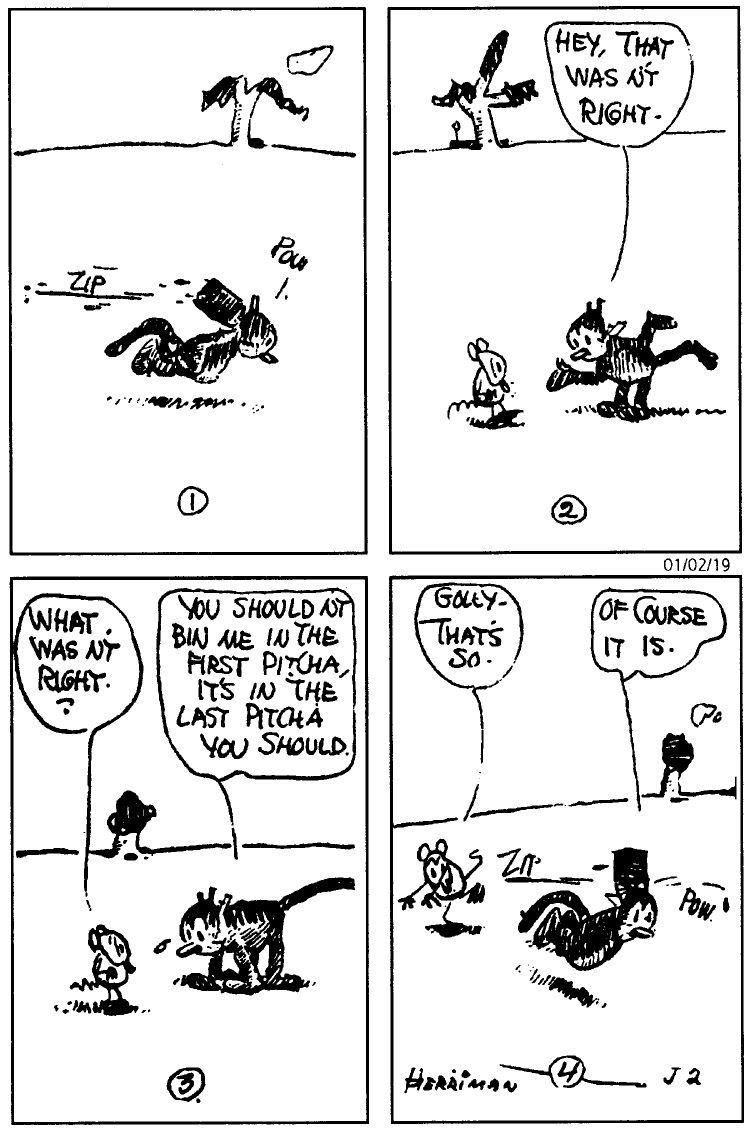 ZIP
POW
!
1
HEY, THAT
WAS N'T
RIGHT.
2
01/02/19
WHAT.
WAS N'T
RIGHT.
?
YOU SHOULD N'T
BIN ME IN THE
FIRST PITCHA,
IT'S IN THE
LAST PITCHA
YOU SHOULD.
3
GOLLY-
THAT'S
SO.
OF COURSE
IT IS.
ZIP
POW!
HERRIMAN
4
J 2